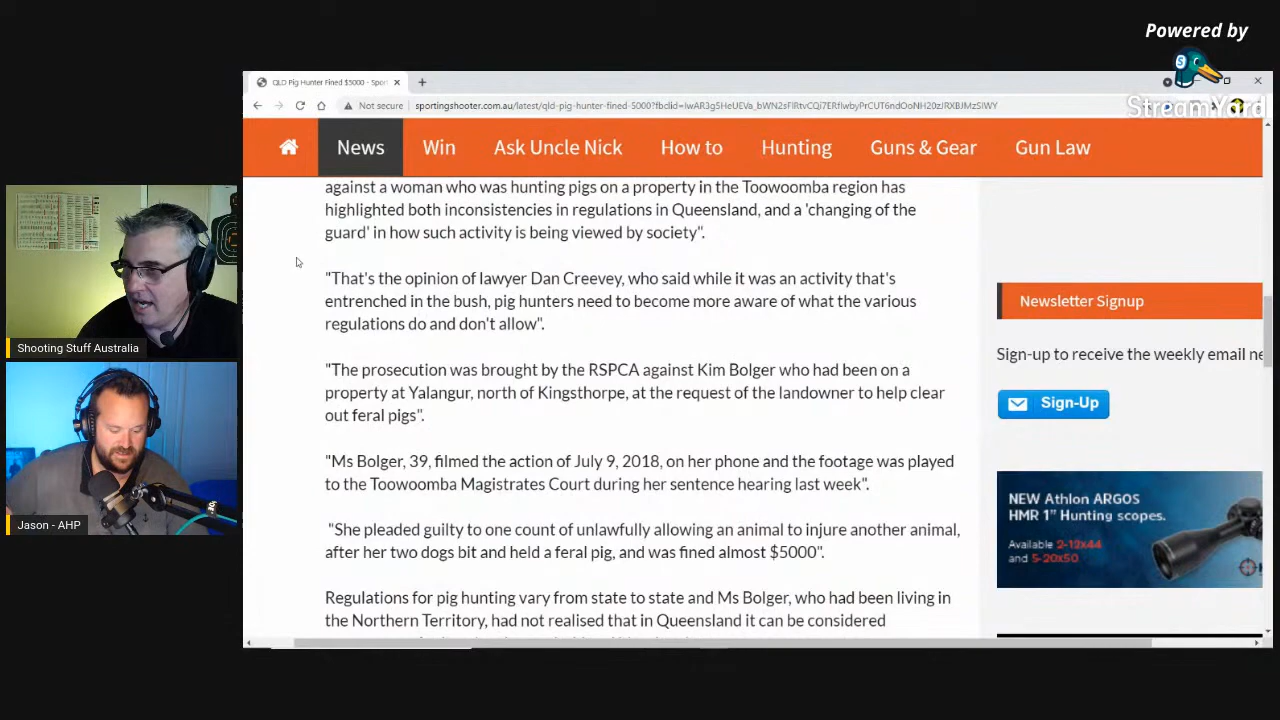 Powered by
StreamYard
QLD Pig Hunter Fined $5000 - Spor
Not secure
News
Win
Ask Uncle Nick
How to
Hunting
Guns & Gear
Gun Law
against a woman who was hunting pigs on a property in the Toowoomba region has
highlighted both inconsistencies in regulations in Queensland, and a 'changing of the
guard' in how such activity is being viewed by society".
"That's the opinion of lawyer Dan Creevey, who said while it was an activity that's
entrenched in the bush, pig hunters need to become more aware of what the various
regulations do and don't allow".
"The prosecution was brought by the RSPCA against Kim Bolger who had been on a
property at Yalangur, north of Kingsthorpe, at the request of the landowner to help clear
out feral pigs".
"Ms Bolger, 39, filmed the action of July 9, 2018, on her phone and the footage was played
to the Toowoomba Magistrates Court during her sentence hearing last week".
"She pleaded guilty to one count of unlawfully allowing an animal to injure another animal,
after her two dogs bit and held a feral pig, and was fined almost $5000".
Regulations for pig hunting vary from state to state and Ms Bolger, who had been living in
the Northern Territory, had not realised that in Queensland it can be considered
Newsletter Signup
Sign-up to receive the weekly email ne
Sign-Up
NEW Athlon ARGOS
HMR 1" Hunting scopes.
Available 2-12x44
and 5-20x50
Shooting Stuff Australia
Jason - AHP